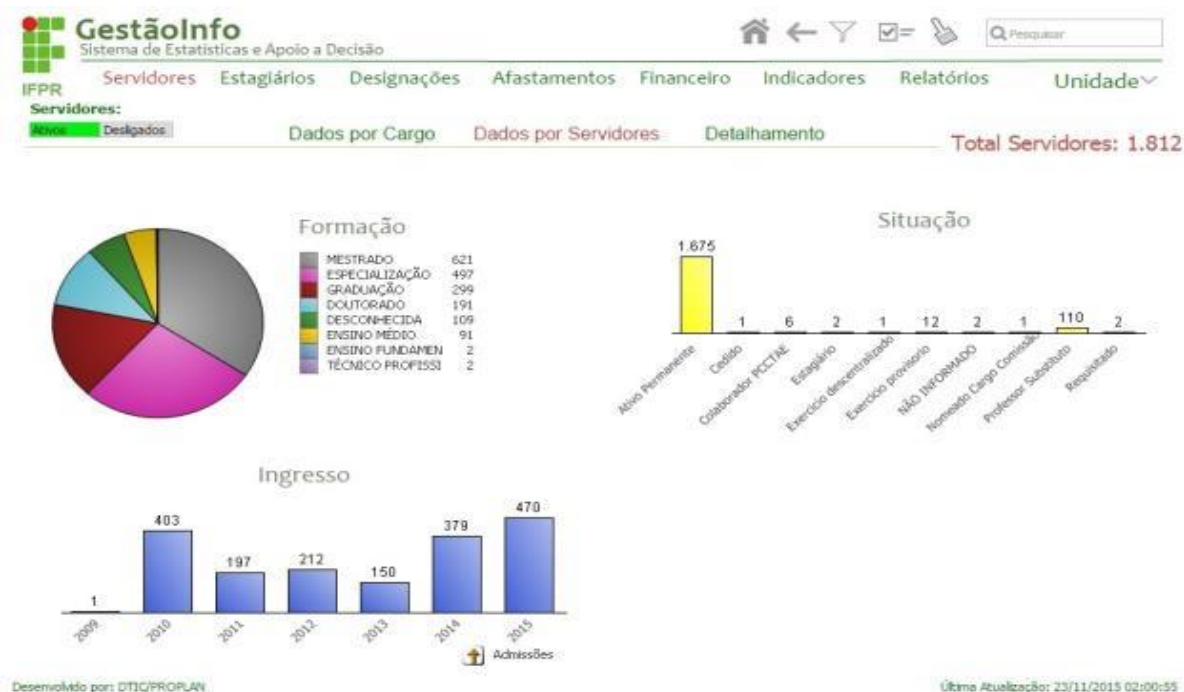 GestãoInfo
Sistema de Estatísticas e Apoio a Decisão
Pesquisar
IFPR
Servidores Estagiários Designações Afastamentos Financeiro Indicadores Relatórios Unidade
Servidores:
Ativos Desligados
Dados por Cargo Dados por Servidores Detalhamento
Total Servidores: 1.812
Formação
MESTRADO 621
ESPECIALIZAÇÃO 497
GRADUAÇÃO 299
DOUTORADO 191
DESCONHECIDA 109
ENSINO MÉDIO 91
ENSINO FUNDAMEN 2
TÉCNICO PROFISSI 2
Situação
1.675 1 6 2 1 12 2 1 110 2
Ativo Permanente
Cedido
Colaborador PCCTAE
Estagiário
Exercício descentralizado
Exercício provisorio
NÃO INFORMADO
Nomeado Cargo Comissão
Professor Substituto
Requisitado
Ingresso
1 403 197 212 150 379 470
2009 2010 2011 2012 2013 2014 2015
Admissões
Desenvolvido por: DTIC/PROPLAN
Última Atualização: 23/11/2015 02:00:55